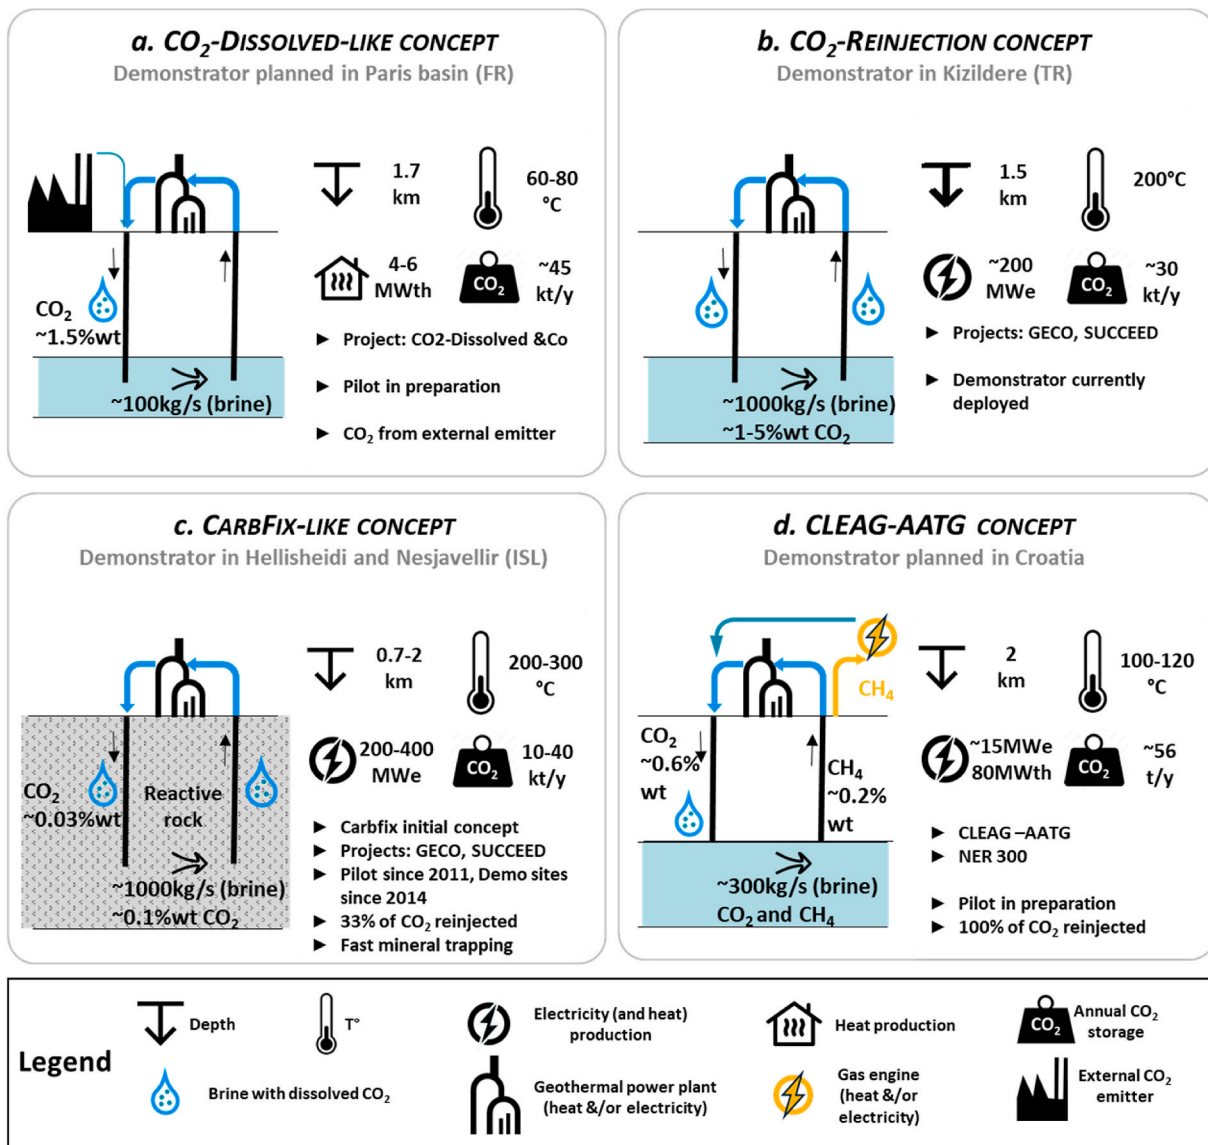 a. CO₂-DISSOLVED-LIKE CONCEPT
Demonstrator planned in Paris basin (FR)
1.7
km
60-80
°C
4-6
MWth
CO₂
~45
kt/y
CO₂
~1.5%wt
~100kg/s (brine)
► Project: CO2-Dissolved &Co
► Pilot in preparation
► CO₂ from external emitter
b. CO₂-REINJECTION CONCEPT
Demonstrator in Kizildere (TR)
1.5
km
200°C
~200
MWe
CO₂
~30
kt/y
~1000kg/s (brine)
~1-5%wt CO₂
► Projects: GECO, SUCCEED
► Demonstrator currently
deployed
c. CARBFIX-LIKE CONCEPT
Demonstrator in Hellisheidi and Nesjavellir (ISL)
0.7-2
km
200-300
°C
200-400
MWe
CO₂
10-40
kt/y
CO₂
~0.03%wt
Reactive
rock
~1000kg/s (brine)
~0.1%wt CO₂
► Carbfix initial concept
► Projects: GECO, SUCCEED
► Pilot since 2011, Demo sites
since 2014
► 33% of CO₂ reinjected
► Fast mineral trapping
d. CLEAG-AATG CONCEPT
Demonstrator planned in Croatia
CH₄
2
km
100-120
°C
~15MWe
80MWth
CO₂
~56
t/y
CO₂
~0.6%
wt
CH₄
~0.2%
wt
~300kg/s (brine)
CO₂ and CH₄
► CLEAG –AATG
► NER 300
► Pilot in preparation
► 100% of CO₂ reinjected
Legend
Depth
T°
Electricity (and heat)
production
Heat production
CO₂
Annual CO₂
storage
Brine with dissolved CO₂
Geothermal power plant
(heat &/or electricity)
Gas engine
(heat &/or
electricity)
External CO₂
emitter